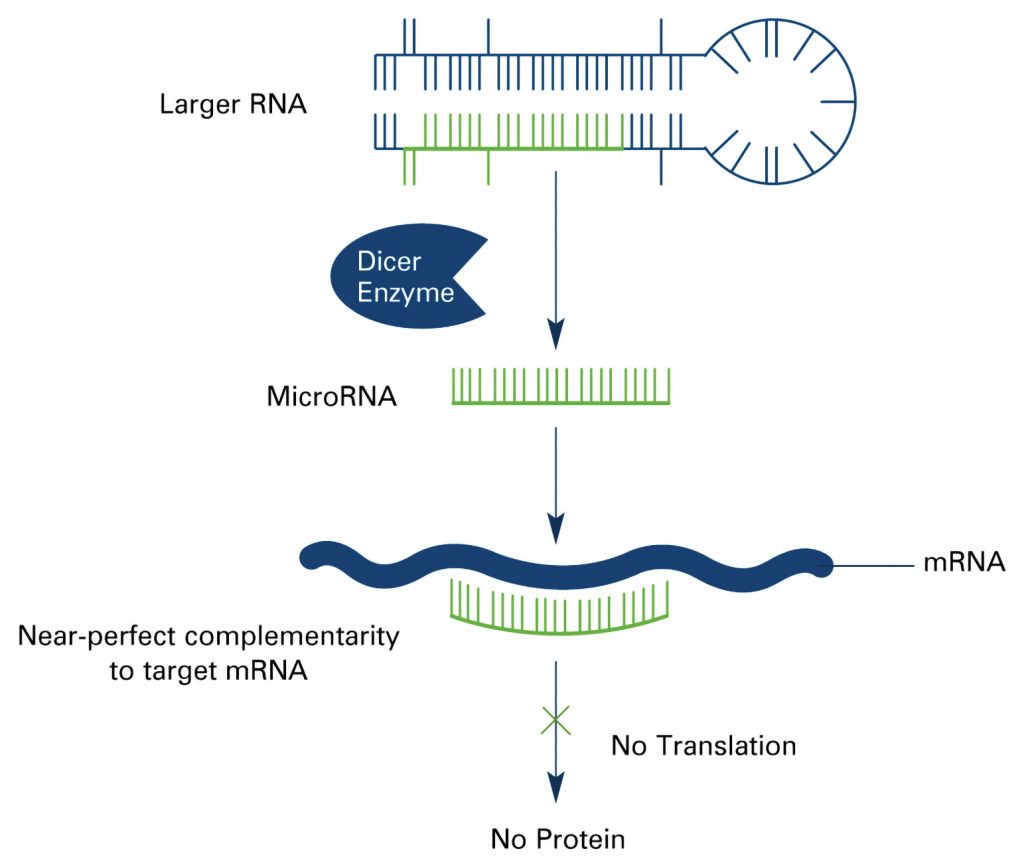 Larger RNA
Dicer
Enzyme
MicroRNA
mRNA
Near-perfect complementarity
to target mRNA
No Translation
No Protein